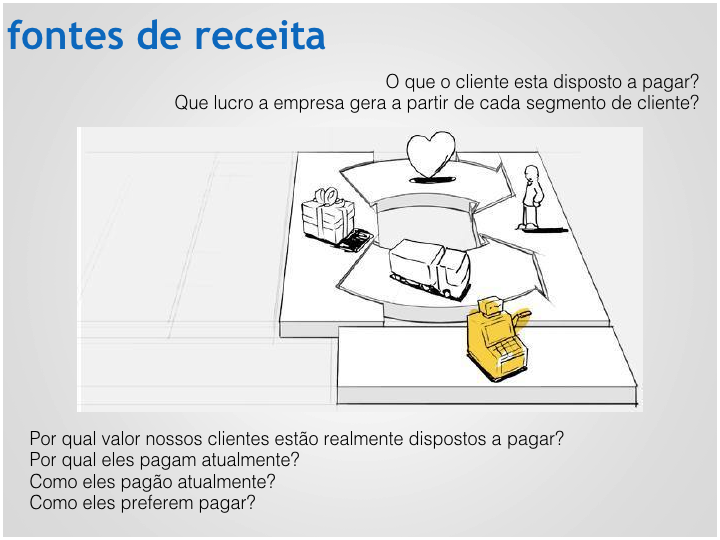 fontes de receita
O que o cliente esta disposto a pagar?
Que lucro a empresa gera a partir de cada segmento de cliente?
Por qual valor nossos clientes estão realmente dispostos a pagar?
Por qual eles pagam atualmente?
Como eles pagão atualmente?
Como eles preferem pagar?